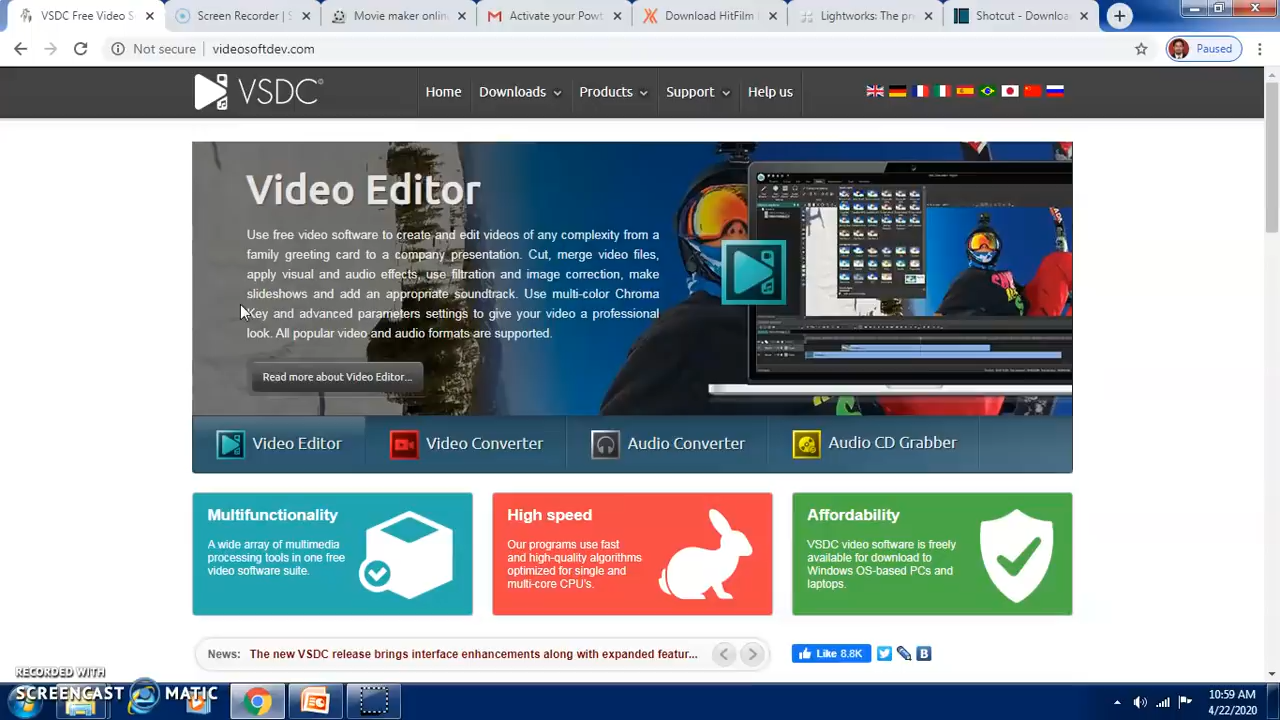 VSDC Free Video S
Screen Recorder | S
Movie maker onlin
Activate your Powt
Download HitFilm
Lightworks: The pr
Shotcut - Downloa
Not secure
videosoftdev.com
Paused
VSDC
Home
Downloads
Products
Support
Help us
Video Editor
Use free video software to create and edit videos of any complexity from a
family greeting card to a company presentation. Cut, merge video files,
apply visual and audio effects, use filtration and image correction, make
slideshows and add an appropriate soundtrack. Use multi-color Chroma
Key and advanced parameters settings to give your video a professional
look. All popular video and audio formats are supported.
Read more about Video Editor...
Video Editor
Video Converter
Audio Converter
Audio CD Grabber
Multifunctionality
A wide array of multimedia
processing tools in one free
video software suite.
High speed
Our programs use fast
and high-quality algorithms
optimized for single and
multi-core CPU's.
Affordability
VSDC video software is freely
available for download to
Windows OS-based PCs and
laptops.
News:
The new VSDC release brings interface enhancements along with expanded featur...
Like 8.8K
RECORDED WITH
SCREENCAST MATIC
10:59 AM
4/22/2020